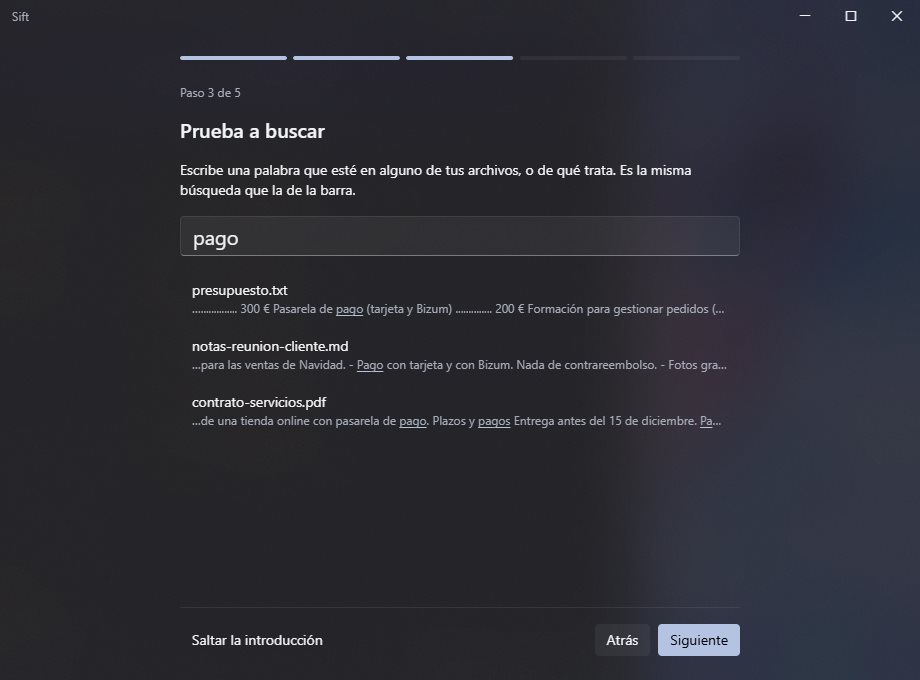 Sift
Paso 3 de 5
Prueba a buscar
Escribe una palabra que esté en alguno de tus archivos, o de qué trata. Es la misma
búsqueda que la de la barra.
pago
presupuesto.txt
................ 300 € Pasarela de pago (tarjeta y Bizum) ............. 200 € Formación para gestionar pedidos (...
notas-reunion-cliente.md
...para las ventas de Navidad. - Pago con tarjeta y con Bizum. Nada de contrareembolso. - Fotos gra...
contrato-servicios.pdf
...de una tienda online con pasarela de pago. Plazos y pagos Entrega antes del 15 de diciembre. Pa...
Saltar la introducción
Atrás
Siguiente